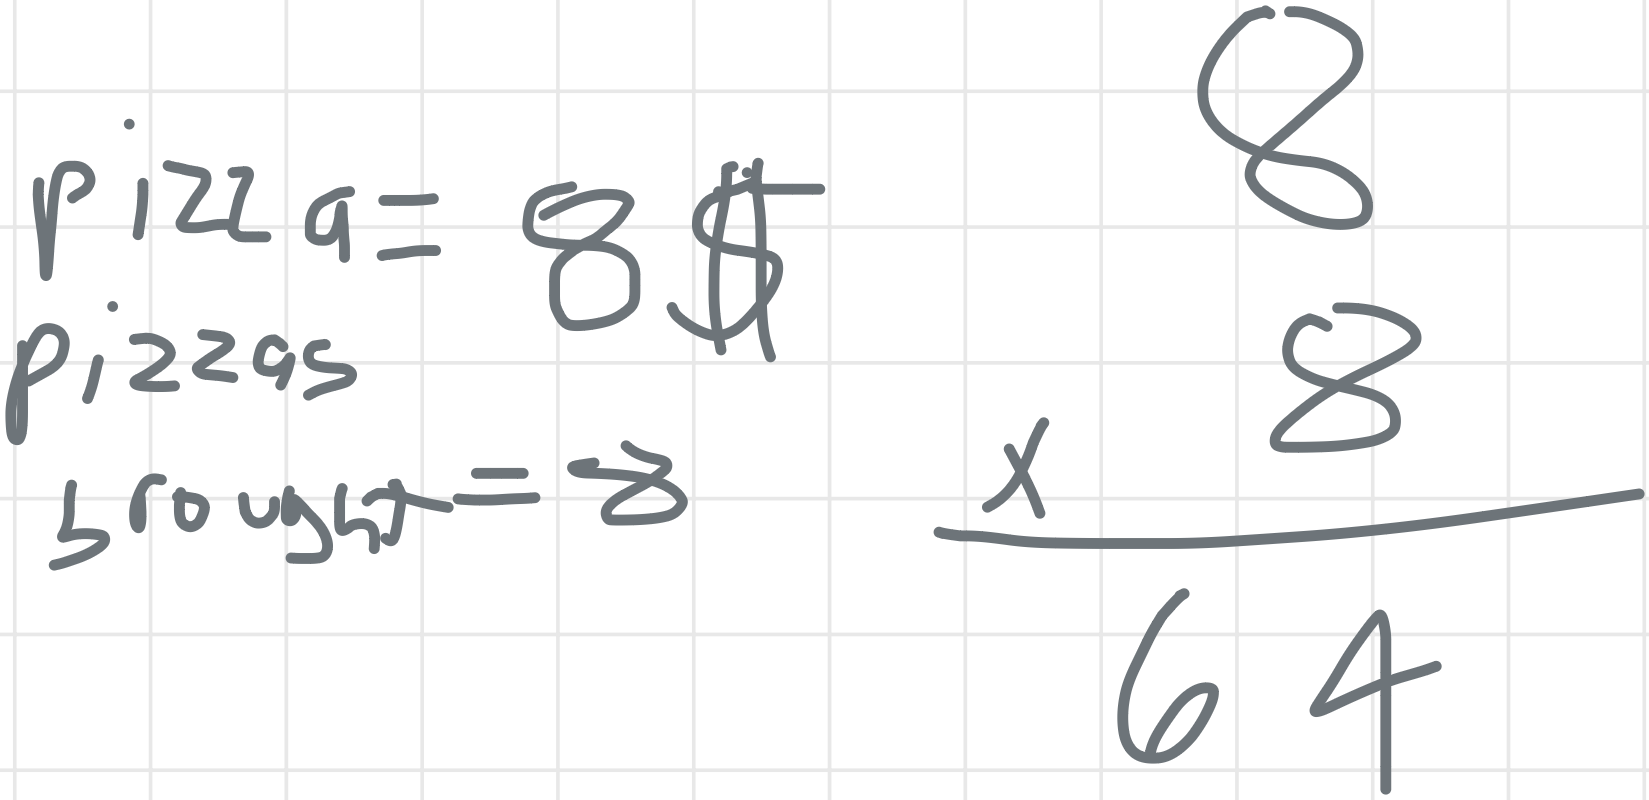 pizza = 8$
pizzas
brought = 8
8
x 8
64